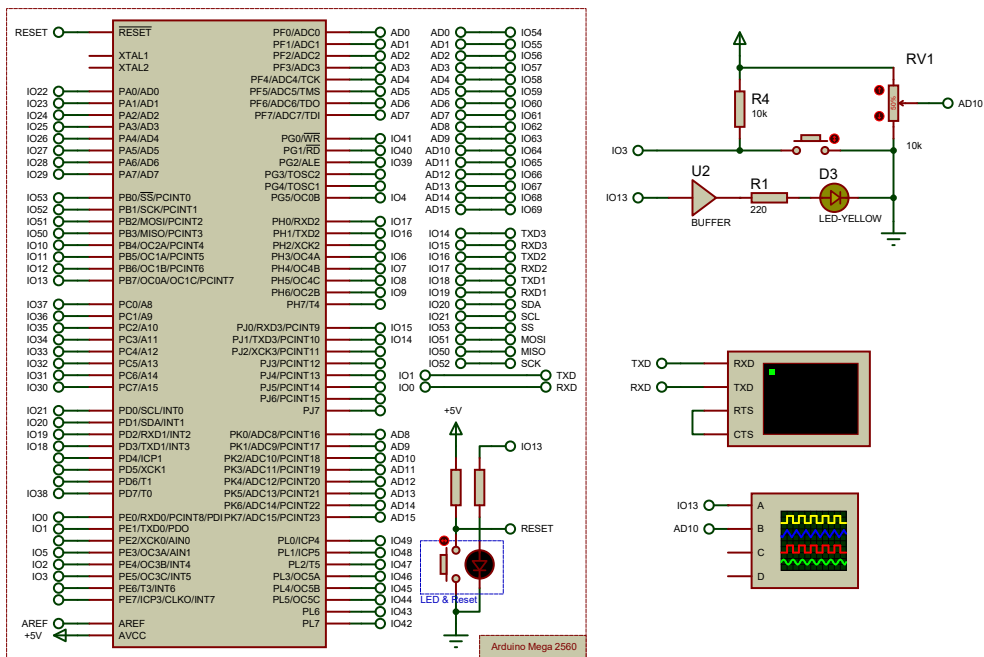 RESET
RESET
XTAL1
XTAL2
IO22 PA0/AD0
IO23 PA1/AD1
IO24 PA2/AD2
IO25 PA3/AD3
IO26 PA4/AD4
IO27 PA5/AD5
IO28 PA6/AD6
IO29 PA7/AD7
IO53 PB0/SS/PCINT0
IO52 PB1/SCK/PCINT1
IO51 PB2/MOSI/PCINT2
IO50 PB3/MISO/PCINT3
IO10 PB4/OC2A/PCINT4
IO11 PB5/OC1A/PCINT5
IO12 PB6/OC1B/PCINT6
IO13 PB7/OC0A/OC1C/PCINT7
IO37 PC0/A8
IO36 PC1/A9
IO35 PC2/A10
IO34 PC3/A11
IO33 PC4/A12
IO32 PC5/A13
IO31 PC6/A14
IO30 PC7/A15
IO21 PD0/SCL/INT0
IO20 PD1/SDA/INT1
IO19 PD2/RXD1/INT2
IO18 PD3/TXD1/INT3
PD4/ICP1
PD5/XCK1
PD6/T1
IO38 PD7/T0
IO0 PE0/RXD0/PCINT8/PDI
IO1 PE1/TXD0/PDO
PE2/XCK0/AIN0
IO5 PE3/OC3A/AIN1
IO2 PE4/OC3B/INT4
IO3 PE5/OC3C/INT5
PE6/T3/INT6
PE7/ICP3/CLKO/INT7
AREF AREF
+5V AVCC
PF0/ADC0 AD0
PF1/ADC1 AD1
PF2/ADC2 AD2
PF3/ADC3 AD3
PF4/ADC4/TCK AD4
PF5/ADC5/TMS AD5
PF6/ADC6/TDO AD6
PF7/ADC7/TDI AD7
PG0/WR IO41
PG1/RD IO40
PG2/ALE IO39
PG3/TOSC2
PG4/TOSC1
PG5/OC0B IO4
PH0/RXD2 IO17
PH1/TXD2 IO16
PH2/XCK2
PH3/OC4A IO6
PH4/OC4B IO7
PH5/OC4C IO8
PH6/OC2B IO9
PH7/T4
PJ0/RXD3/PCINT9 IO15
PJ1/TXD3/PCINT10 IO14
PJ2/XCK3/PCINT11
PJ3/PCINT12
PJ4/PCINT13
PJ5/PCINT14
PJ6/PCINT15
PJ7
PK0/ADC8/PCINT16 AD8
PK1/ADC9/PCINT17 AD9
PK2/ADC10/PCINT18 AD10
PK3/ADC11/PCINT19 AD11
PK4/ADC12/PCINT20 AD12
PK5/ADC13/PCINT21 AD13
PK6/ADC14/PCINT22 AD14
PK7/ADC15/PCINT23 AD15
PL0/ICP4 IO49
PL1/ICP5 IO48
PL2/T5 IO47
PL3/OC5A IO46
PL4/OC5B IO45
PL5/OC5C IO44
PL6 IO43
PL7 IO42
AD0 IO54
AD1 IO55
AD2 IO56
AD3 IO57
AD4 IO58
AD5 IO59
AD6 IO60
AD7 IO61
AD8 IO62
AD9 IO63
AD10 IO64
AD11 IO65
AD12 IO66
AD13 IO67
AD14 IO68
AD15 IO69
IO14 TXD3
IO15 RXD3
IO16 TXD2
IO17 RXD2
IO18 TXD1
IO19 RXD1
IO20 SDA
IO21 SCL
IO53 SS
IO51 MOSI
IO50 MISO
IO52 SCK
IO1 TXD
IO0 RXD
+5V
IO13
RESET
LED & Reset
Arduino Mega 2560
RV1
50%
AD10
10k
R4
10k
IO3
IO13
U2
BUFFER
R1
220
D3
LED-YELLOW
TXD RXD
RXD TXD
RTS
CTS
IO13 A
AD10 B
C
D